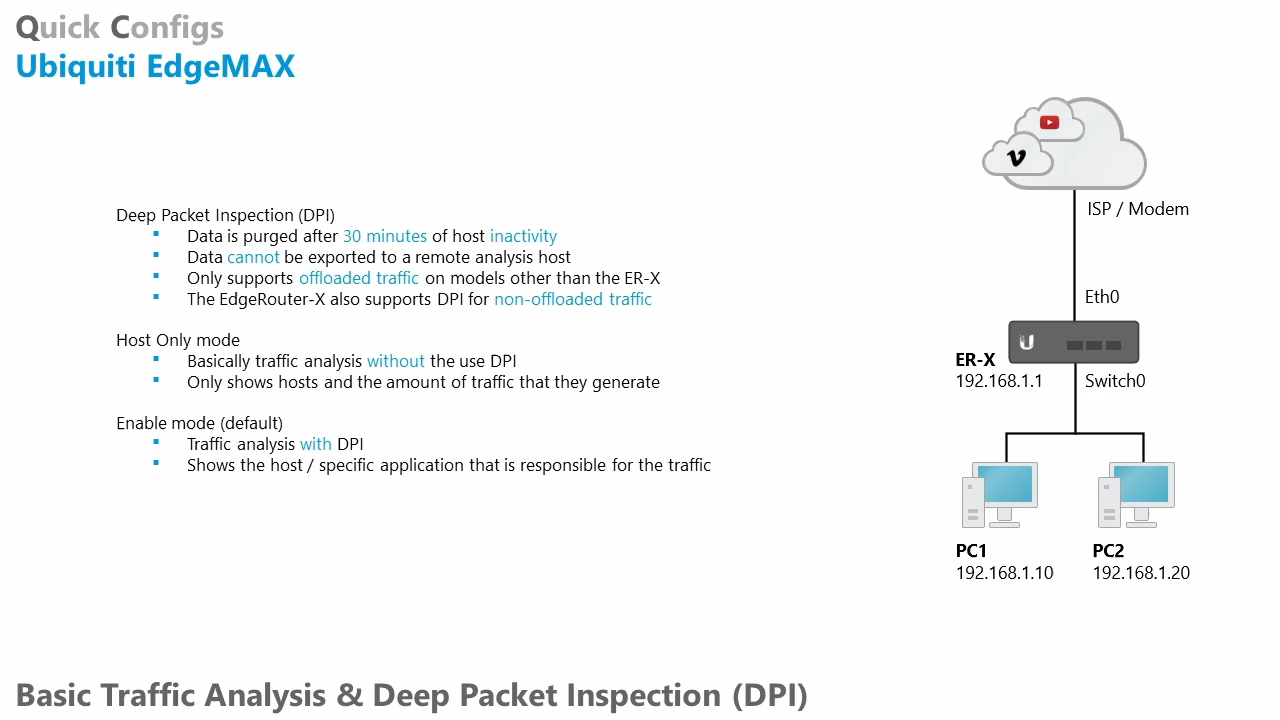 Quick Configs
Ubiquiti EdgeMAX
Deep Packet Inspection (DPI)
▪ Data is purged after 30 minutes of host inactivity
▪ Data cannot be exported to a remote analysis host
▪ Only supports offloaded traffic on models other than the ER-X
▪ The EdgeRouter-X also supports DPI for non-offloaded traffic
Host Only mode
▪ Basically traffic analysis without the use DPI
▪ Only shows hosts and the amount of traffic that they generate
Enable mode (default)
▪ Traffic analysis with DPI
▪ Shows the host / specific application that is responsible for the traffic
ISP / Modem
Eth0
ER-X
192.168.1.1
Switch0
PC1
192.168.1.10
PC2
192.168.1.20
Basic Traffic Analysis & Deep Packet Inspection (DPI)